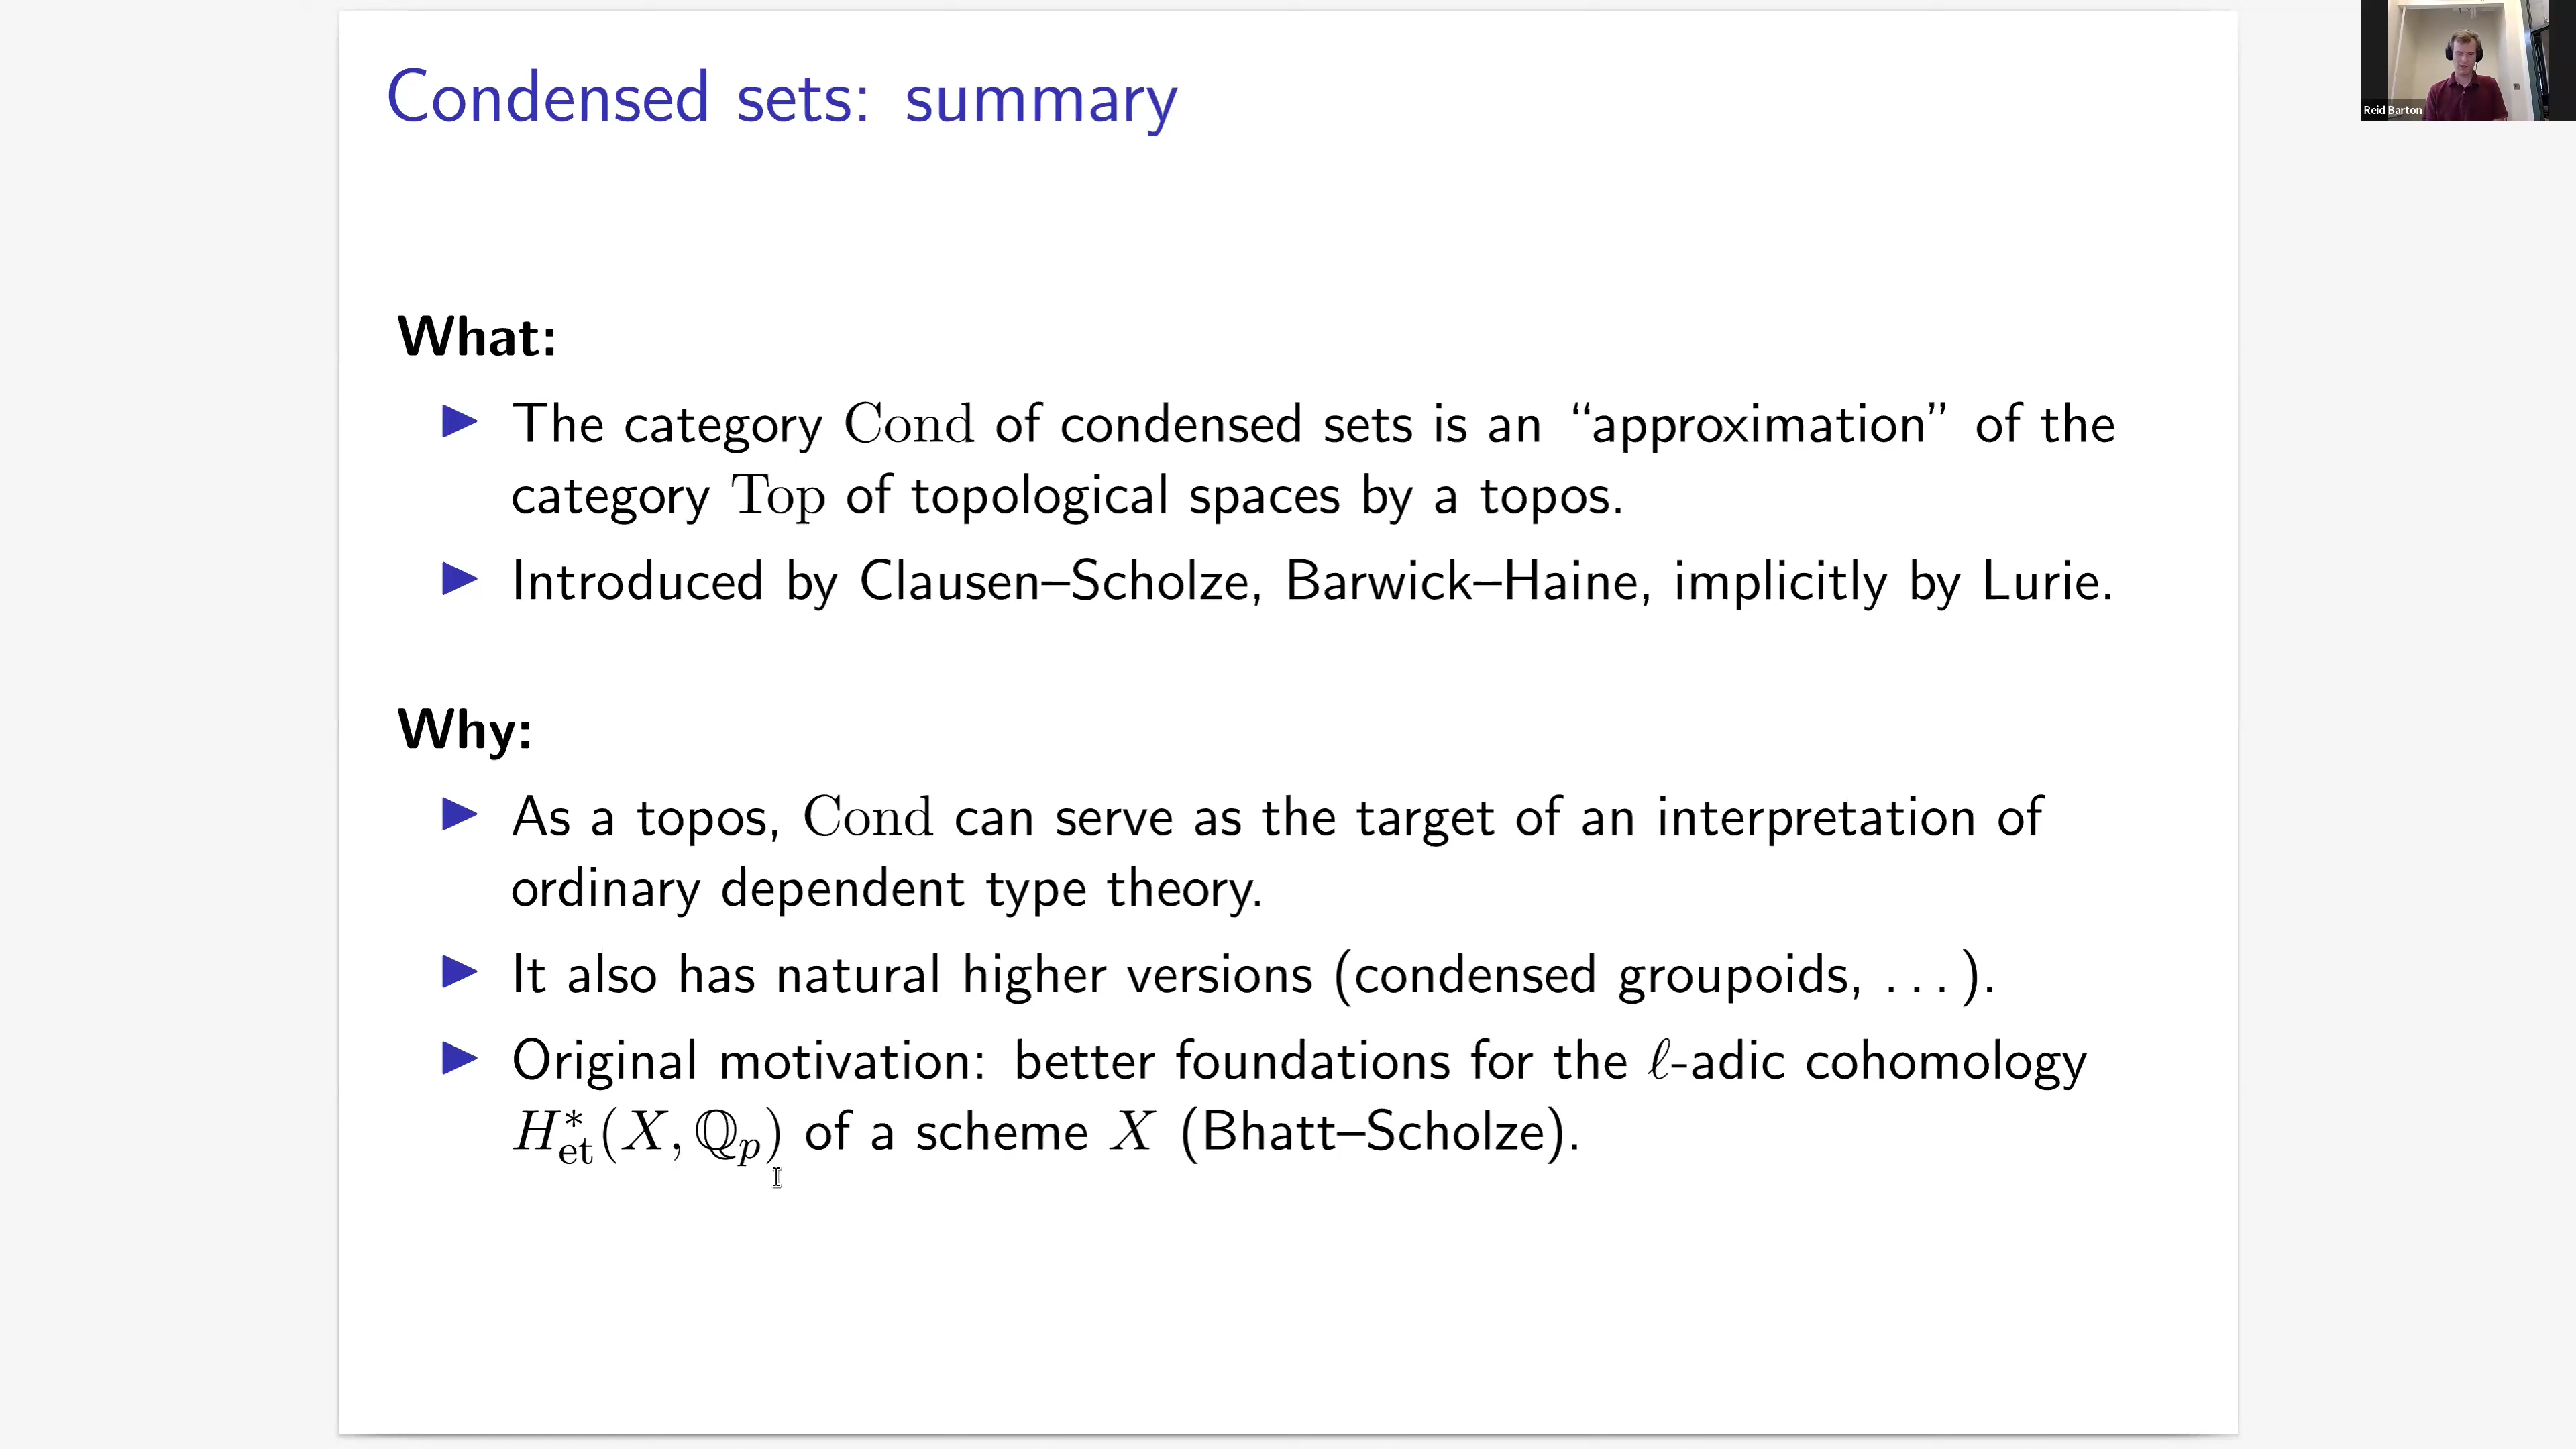 Condensed sets: summary
Reid Barton
What:
▶ The category Cond of condensed sets is an “approximation” of the
category Top of topological spaces by a topos.
▶ Introduced by Clausen–Scholze, Barwick–Haine, implicitly by Lurie.
Why:
▶ As a topos, Cond can serve as the target of an interpretation of
ordinary dependent type theory.
▶ It also has natural higher versions (condensed groupoids, . . . ).
▶ Original motivation: better foundations for the ℓ-adic cohomology
H*_et(X, ℚ_p) of a scheme X (Bhatt–Scholze).